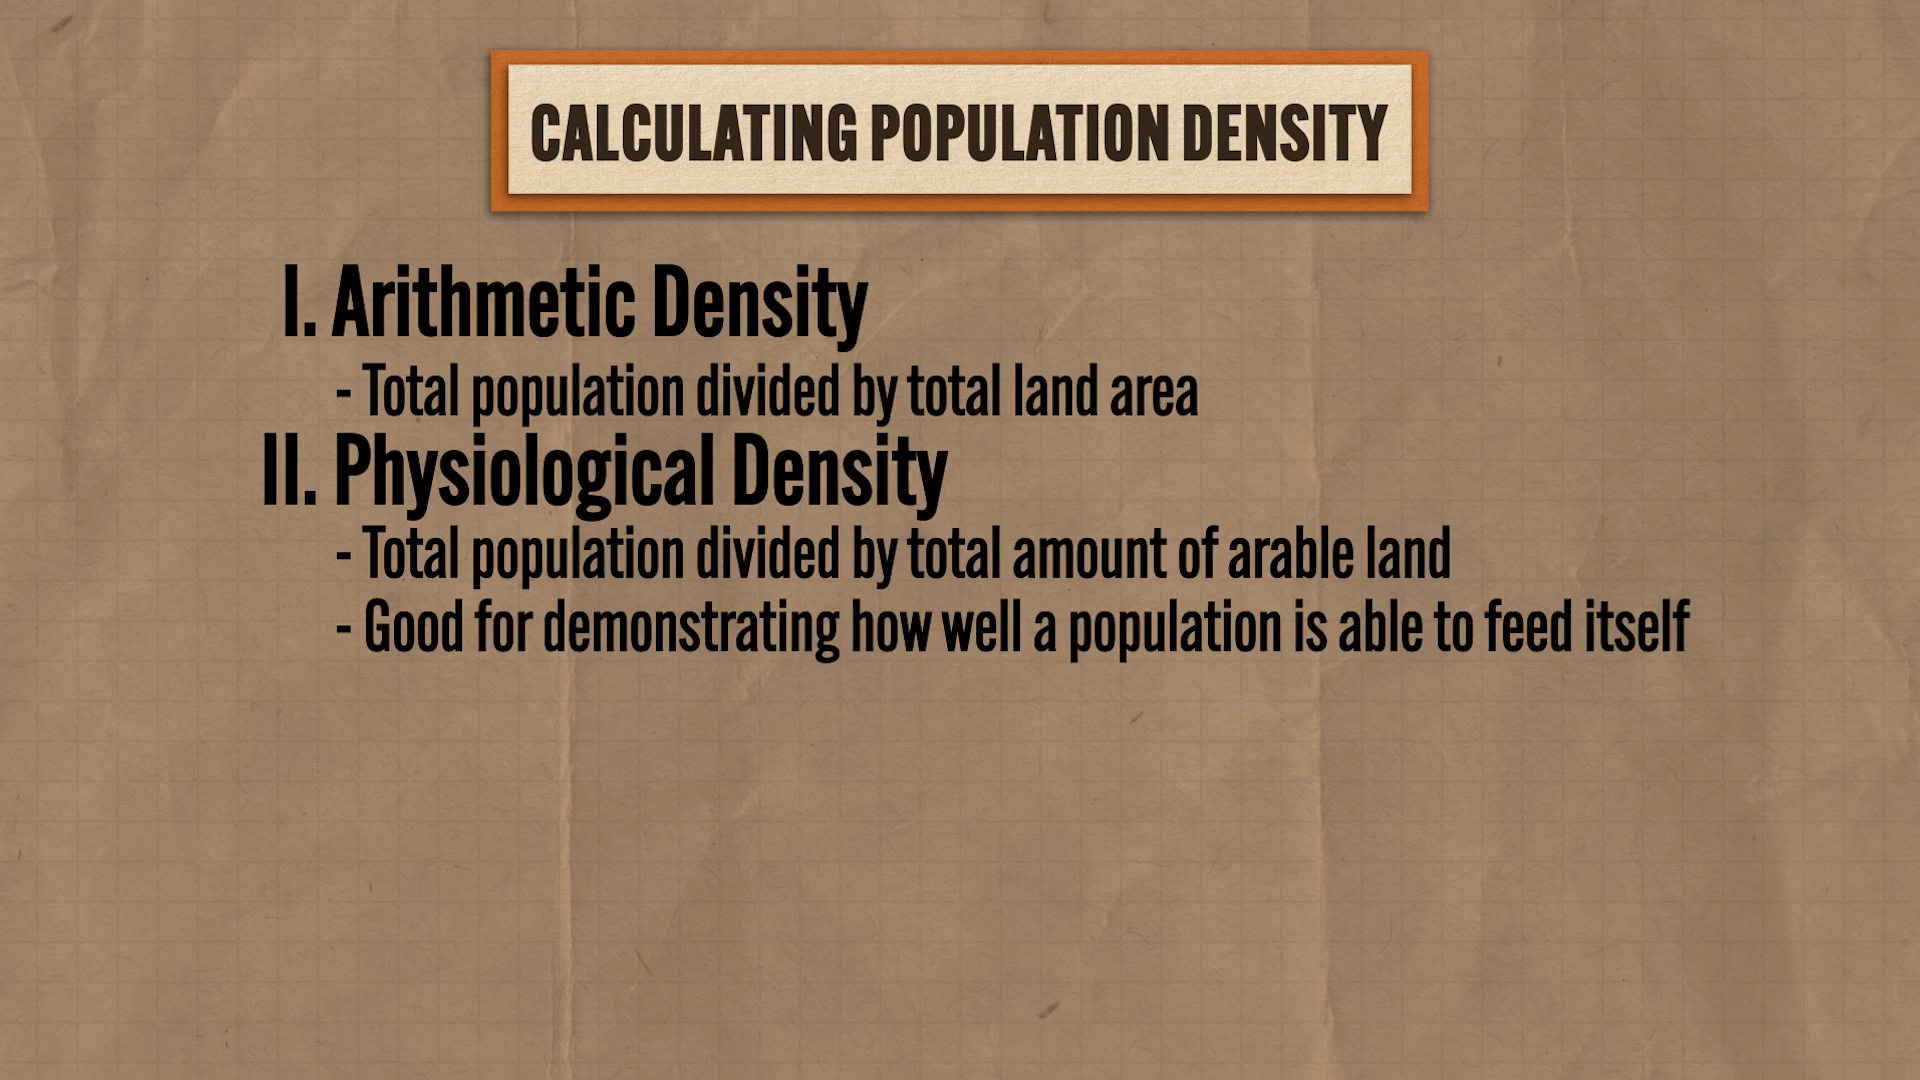 CALCULATING POPULATION DENSITY
I. Arithmetic Density
- Total population divided by total land area
II. Physiological Density
- Total population divided by total amount of arable land
- Good for demonstrating how well a population is able to feed itself